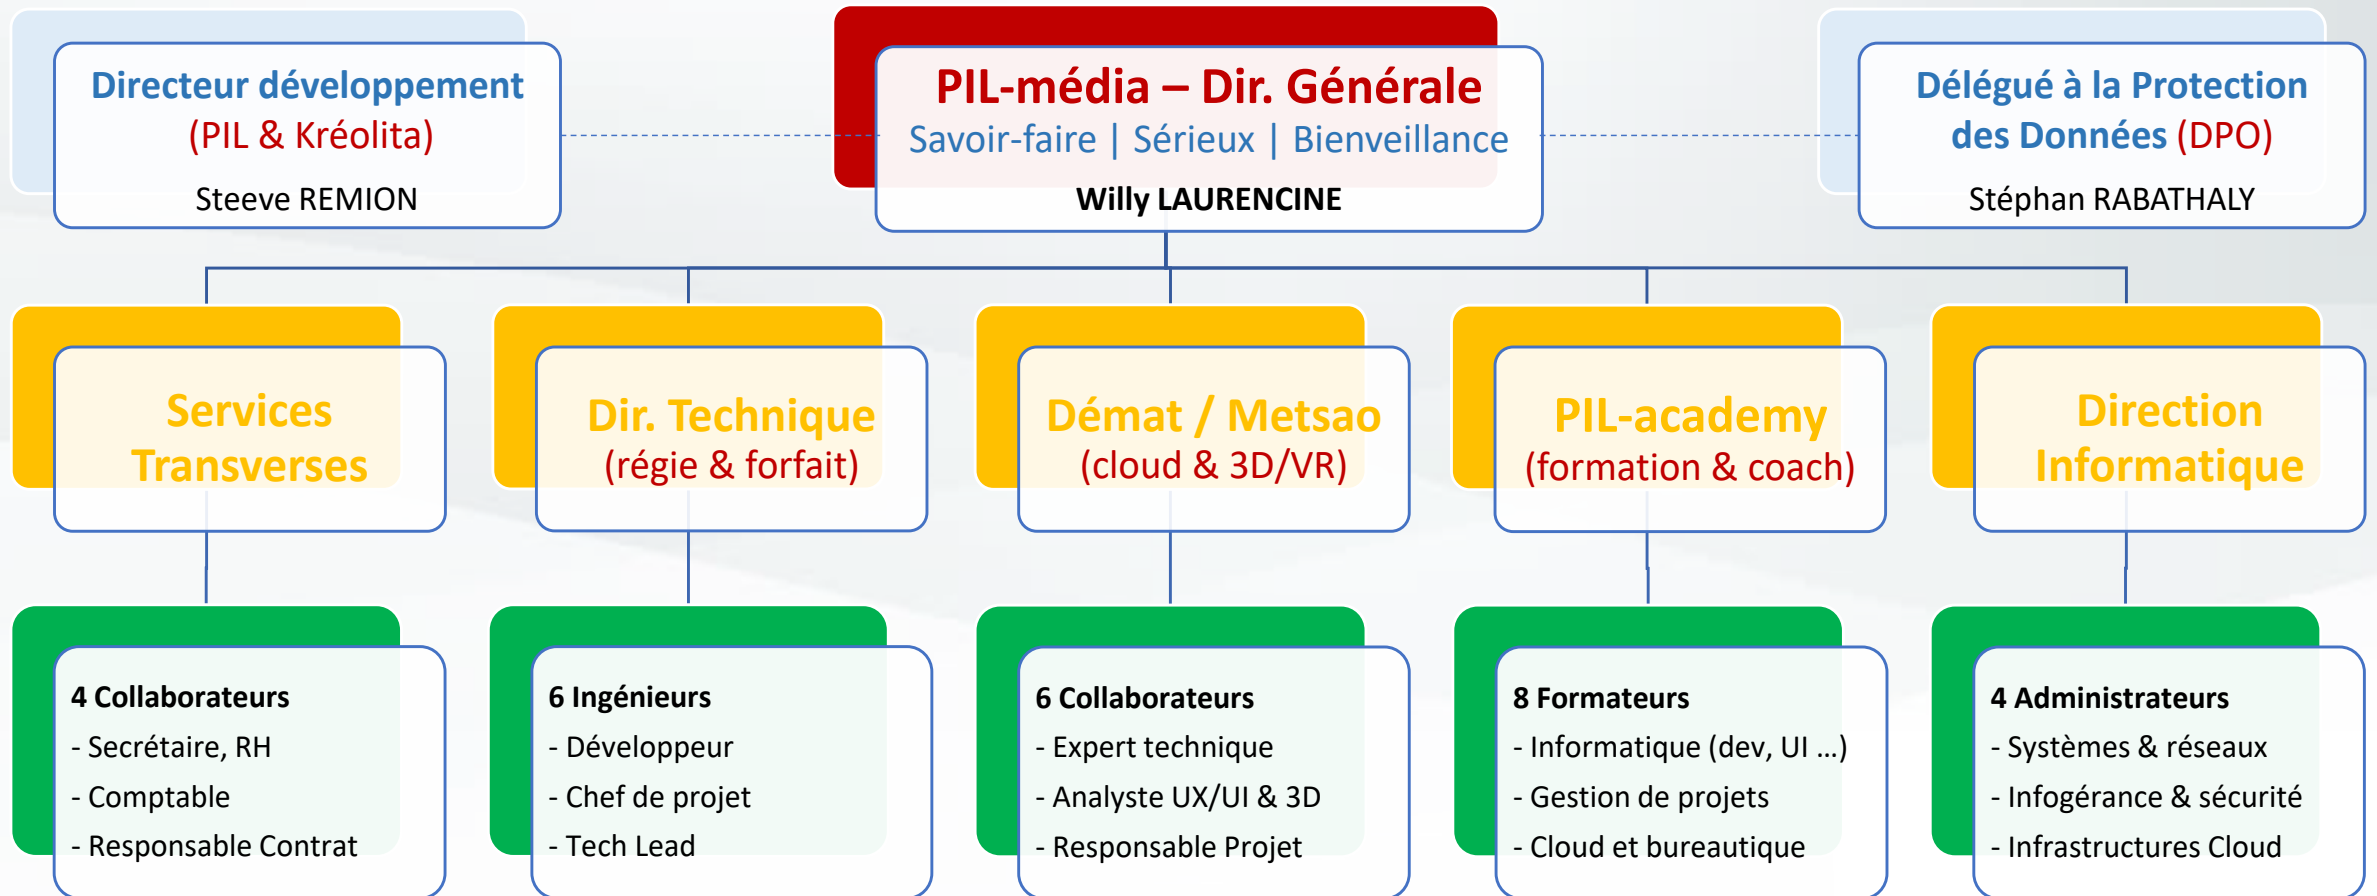 Directeur développement
(PIL & Kréolita)
Steeve REMION
PIL-média – Dir. Générale
Savoir-faire | Sérieux | Bienveillance
Willy LAURENCINE
Délégué à la Protection
des Données (DPO)
Stéphan RABATHALY
Services
Transverses
Dir. Technique
(régie & forfait)
Démat / Metsao
(cloud & 3D/VR)
PIL-academy
(formation & coach)
Direction
Informatique
4 Collaborateurs
- Secrétaire, RH
- Comptable
- Responsable Contrat
6 Ingénieurs
- Développeur
- Chef de projet
- Tech Lead
6 Collaborateurs
- Expert technique
- Analyste UX/UI & 3D
- Responsable Projet
8 Formateurs
- Informatique (dev, UI ...)
- Gestion de projets
- Cloud et bureautique
4 Administrateurs
- Systèmes & réseaux
- Infogérance & sécurité
- Infrastructures Cloud